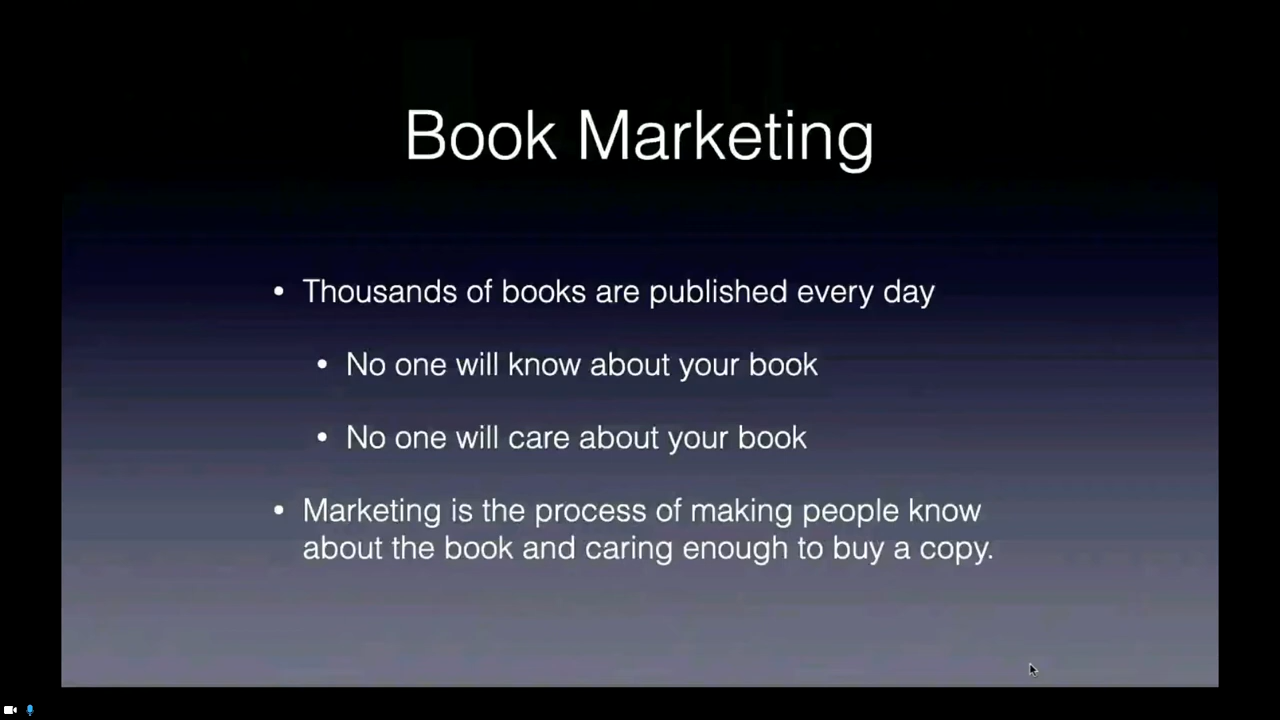 Book Marketing
• Thousands of books are published every day
• No one will know about your book
• No one will care about your book
• Marketing is the process of making people know
about the book and caring enough to buy a copy.